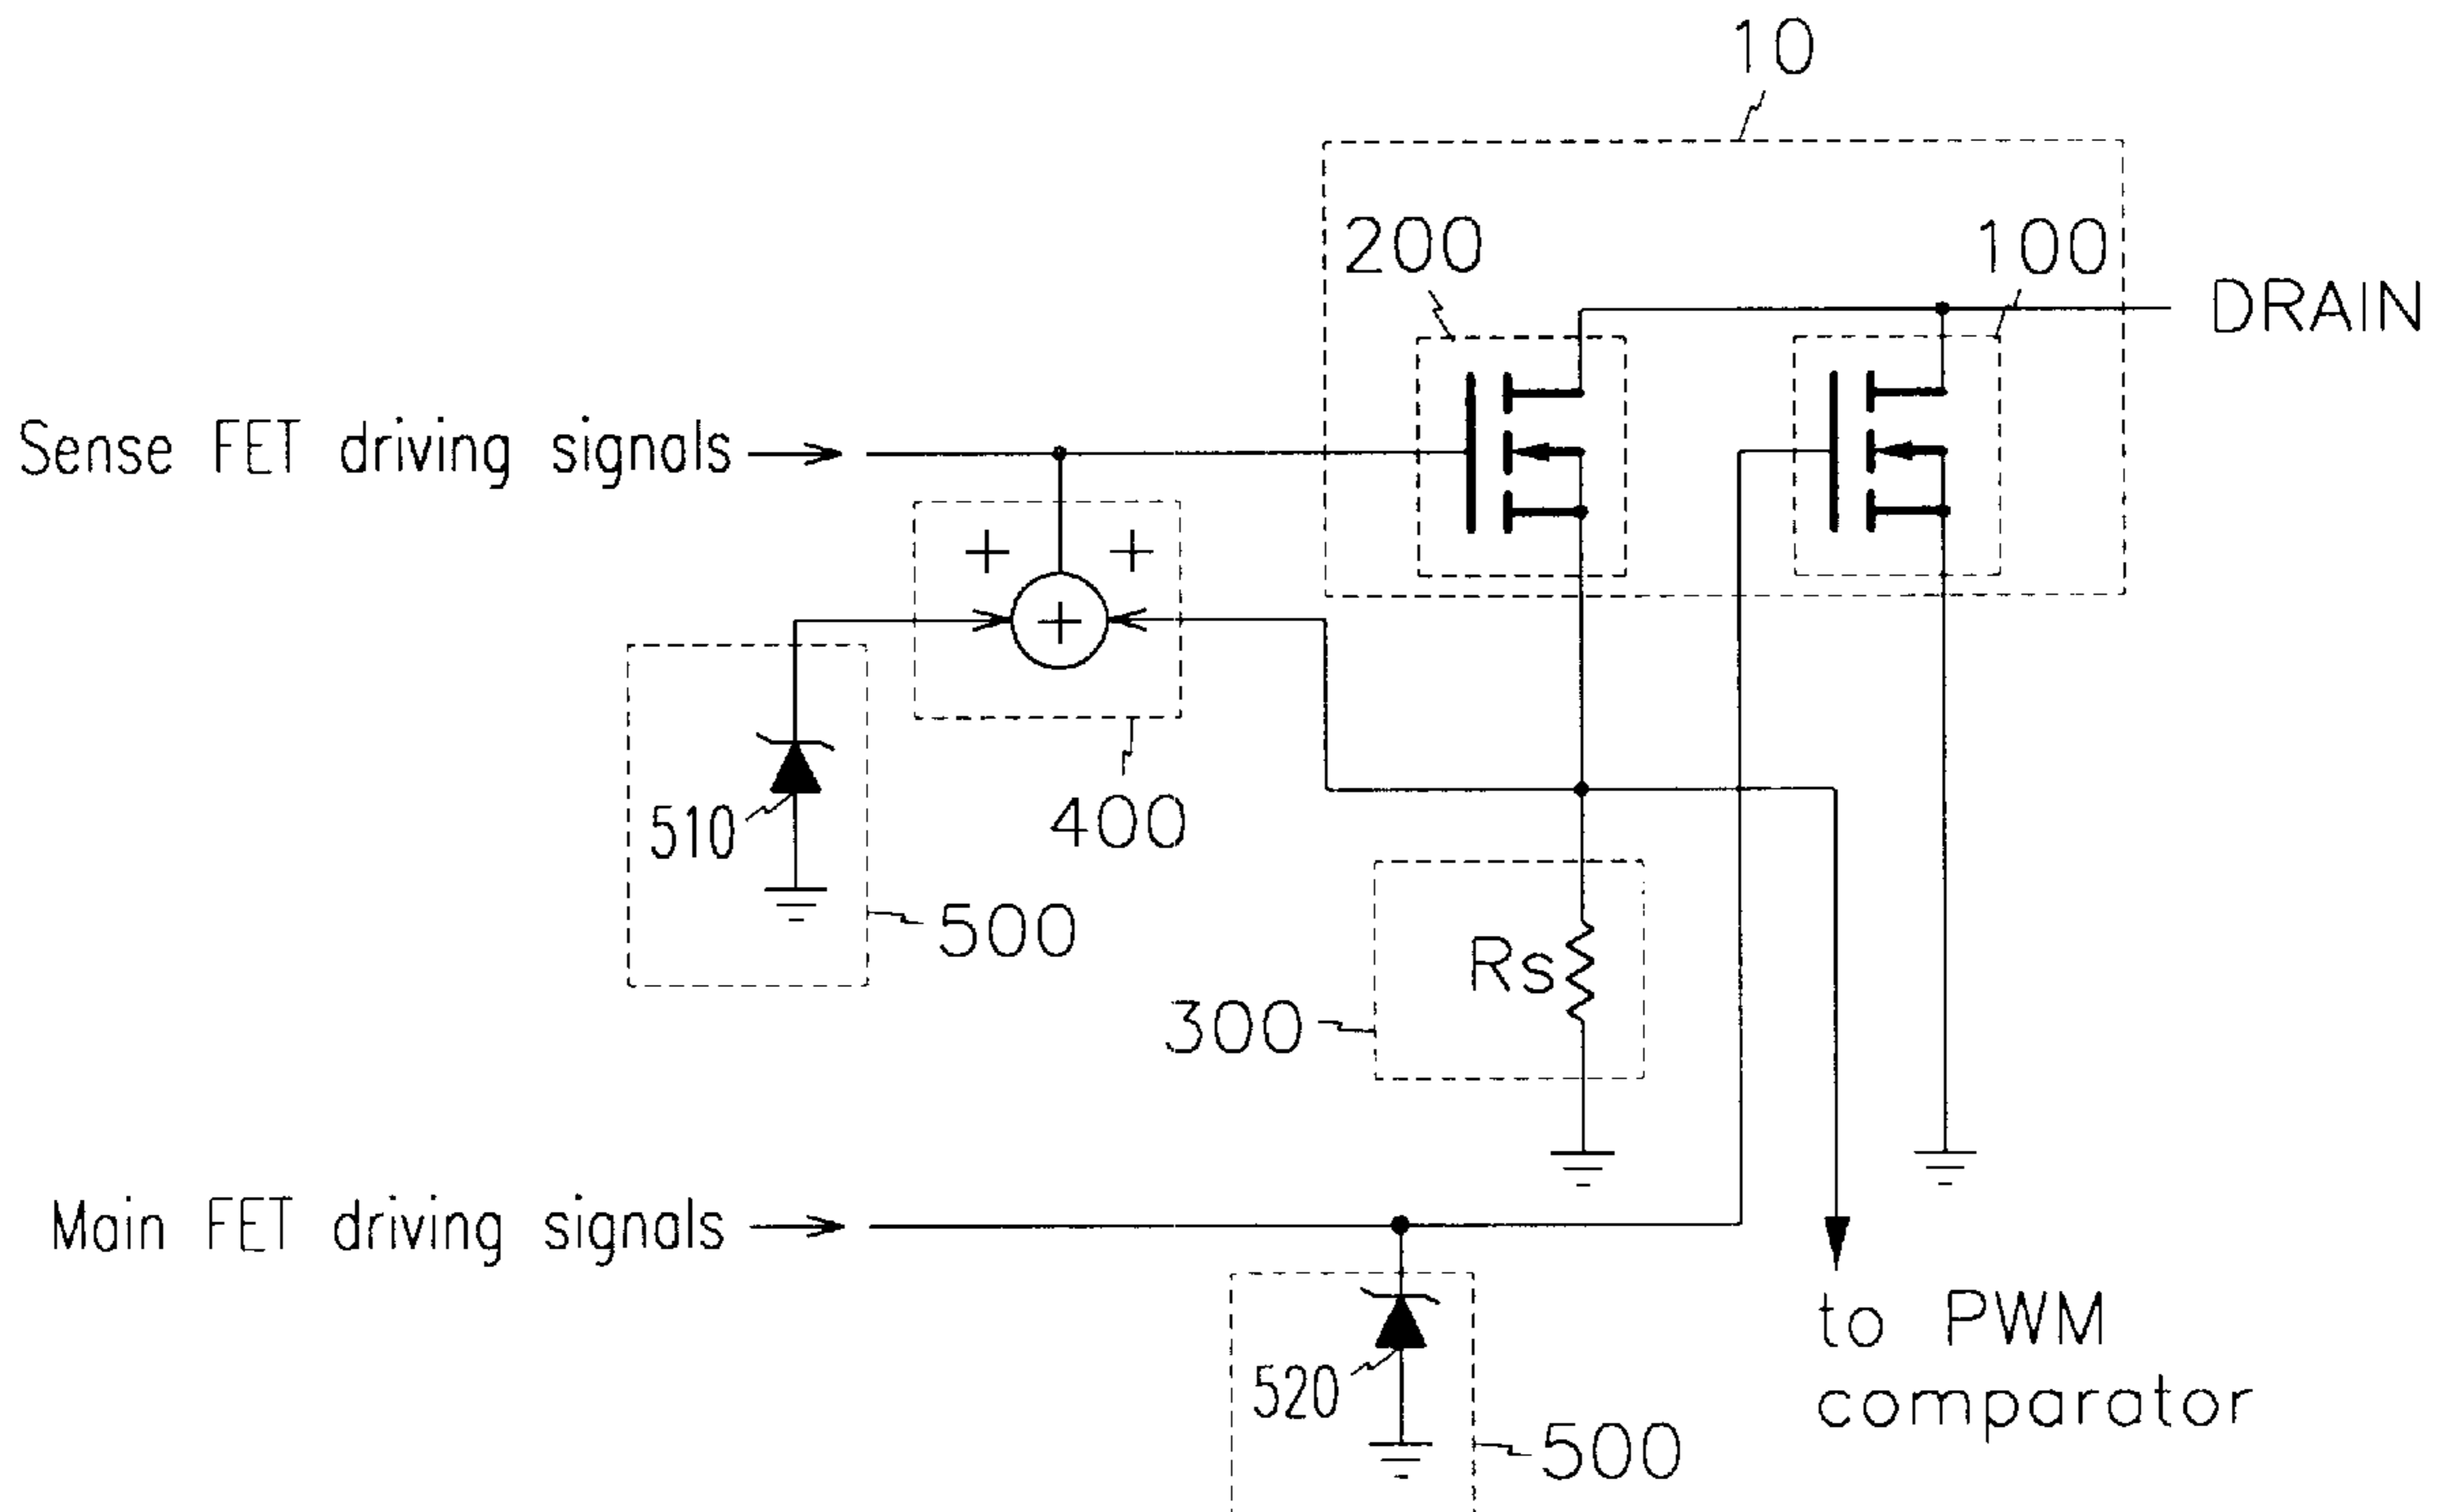 10
200
100
DRAIN
Sense FET driving signals
+ +
+
510
400
500
Rs
300
Main FET driving signals
520
to PWM
comparator
500